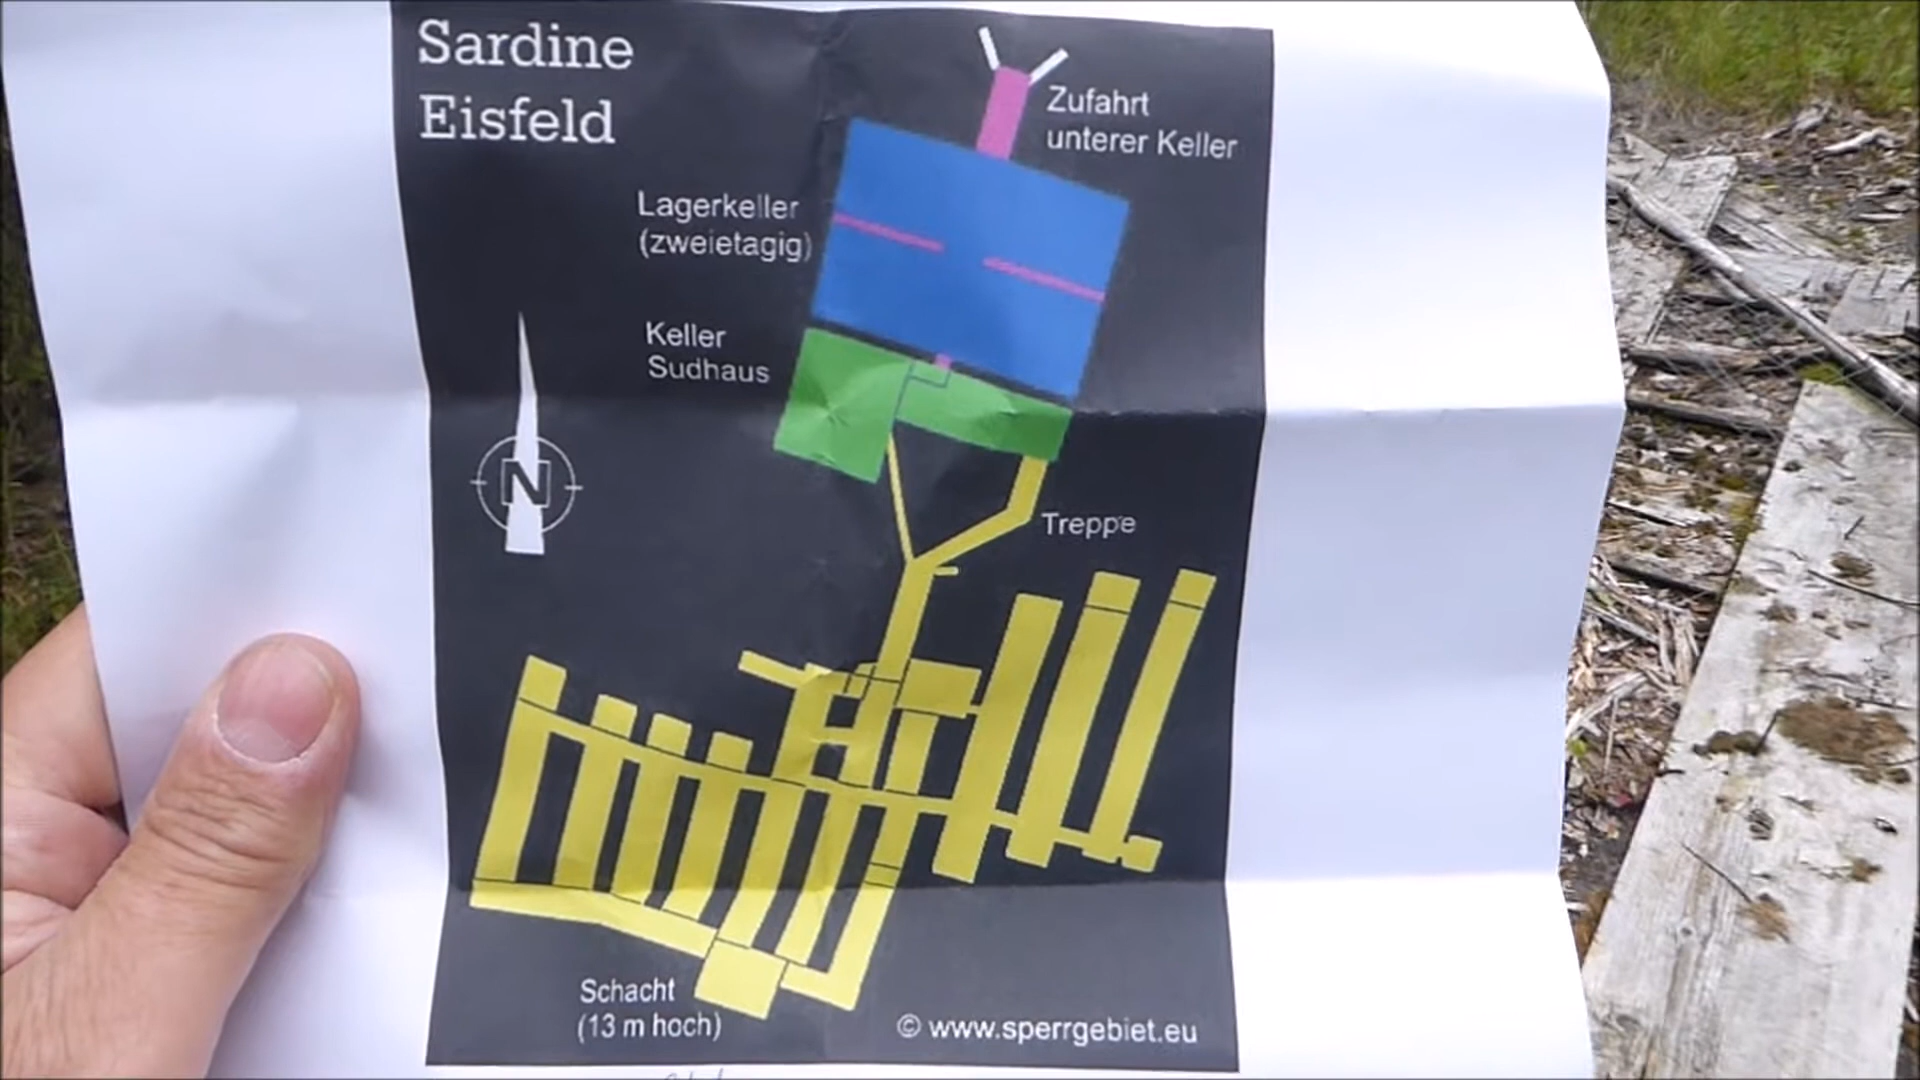 Sardine
Eisfeld
Zufahrt
unterer Keller
Lagerkeller
(zweietagig)
Keller
Sudhaus
N
Treppe
Schacht
(13 m hoch)
© www.sperrgebiet.eu